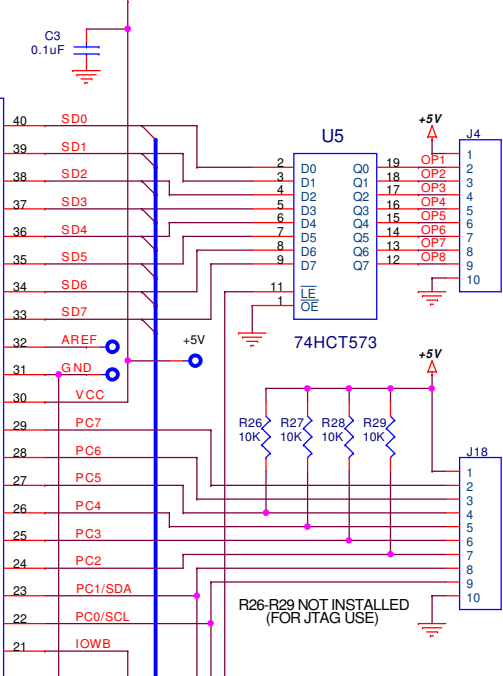 C3
0.1uF
40 SD0
39 SD1
38 SD2
37 SD3
36 SD4
35 SD5
34 SD6
33 SD7
32 AREF
31 GND
30 VCC
29 PC7
28 PC6
27 PC5
26 PC4
25 PC3
24 PC2
23 PC1/SDA
22 PC0/SCL
21 IOWB
+5V
U5
2 D0 Q0 19 OP1
3 D1 Q1 18 OP2
4 D2 Q2 17 OP3
5 D3 Q3 16 OP4
6 D4 Q4 15 OP5
7 D5 Q5 14 OP6
8 D6 Q6 13 OP7
9 D7 Q7 12 OP8
11 LE
1 OE
74HCT573
+5V
J4
1
2
3
4
5
6
7
8
9
10
+5V
R26 R27 R28 R29
10K 10K 10K 10K
J18
1
2
3
4
5
6
7
8
9
10
R26-R29 NOT INSTALLED
(FOR JTAG USE)